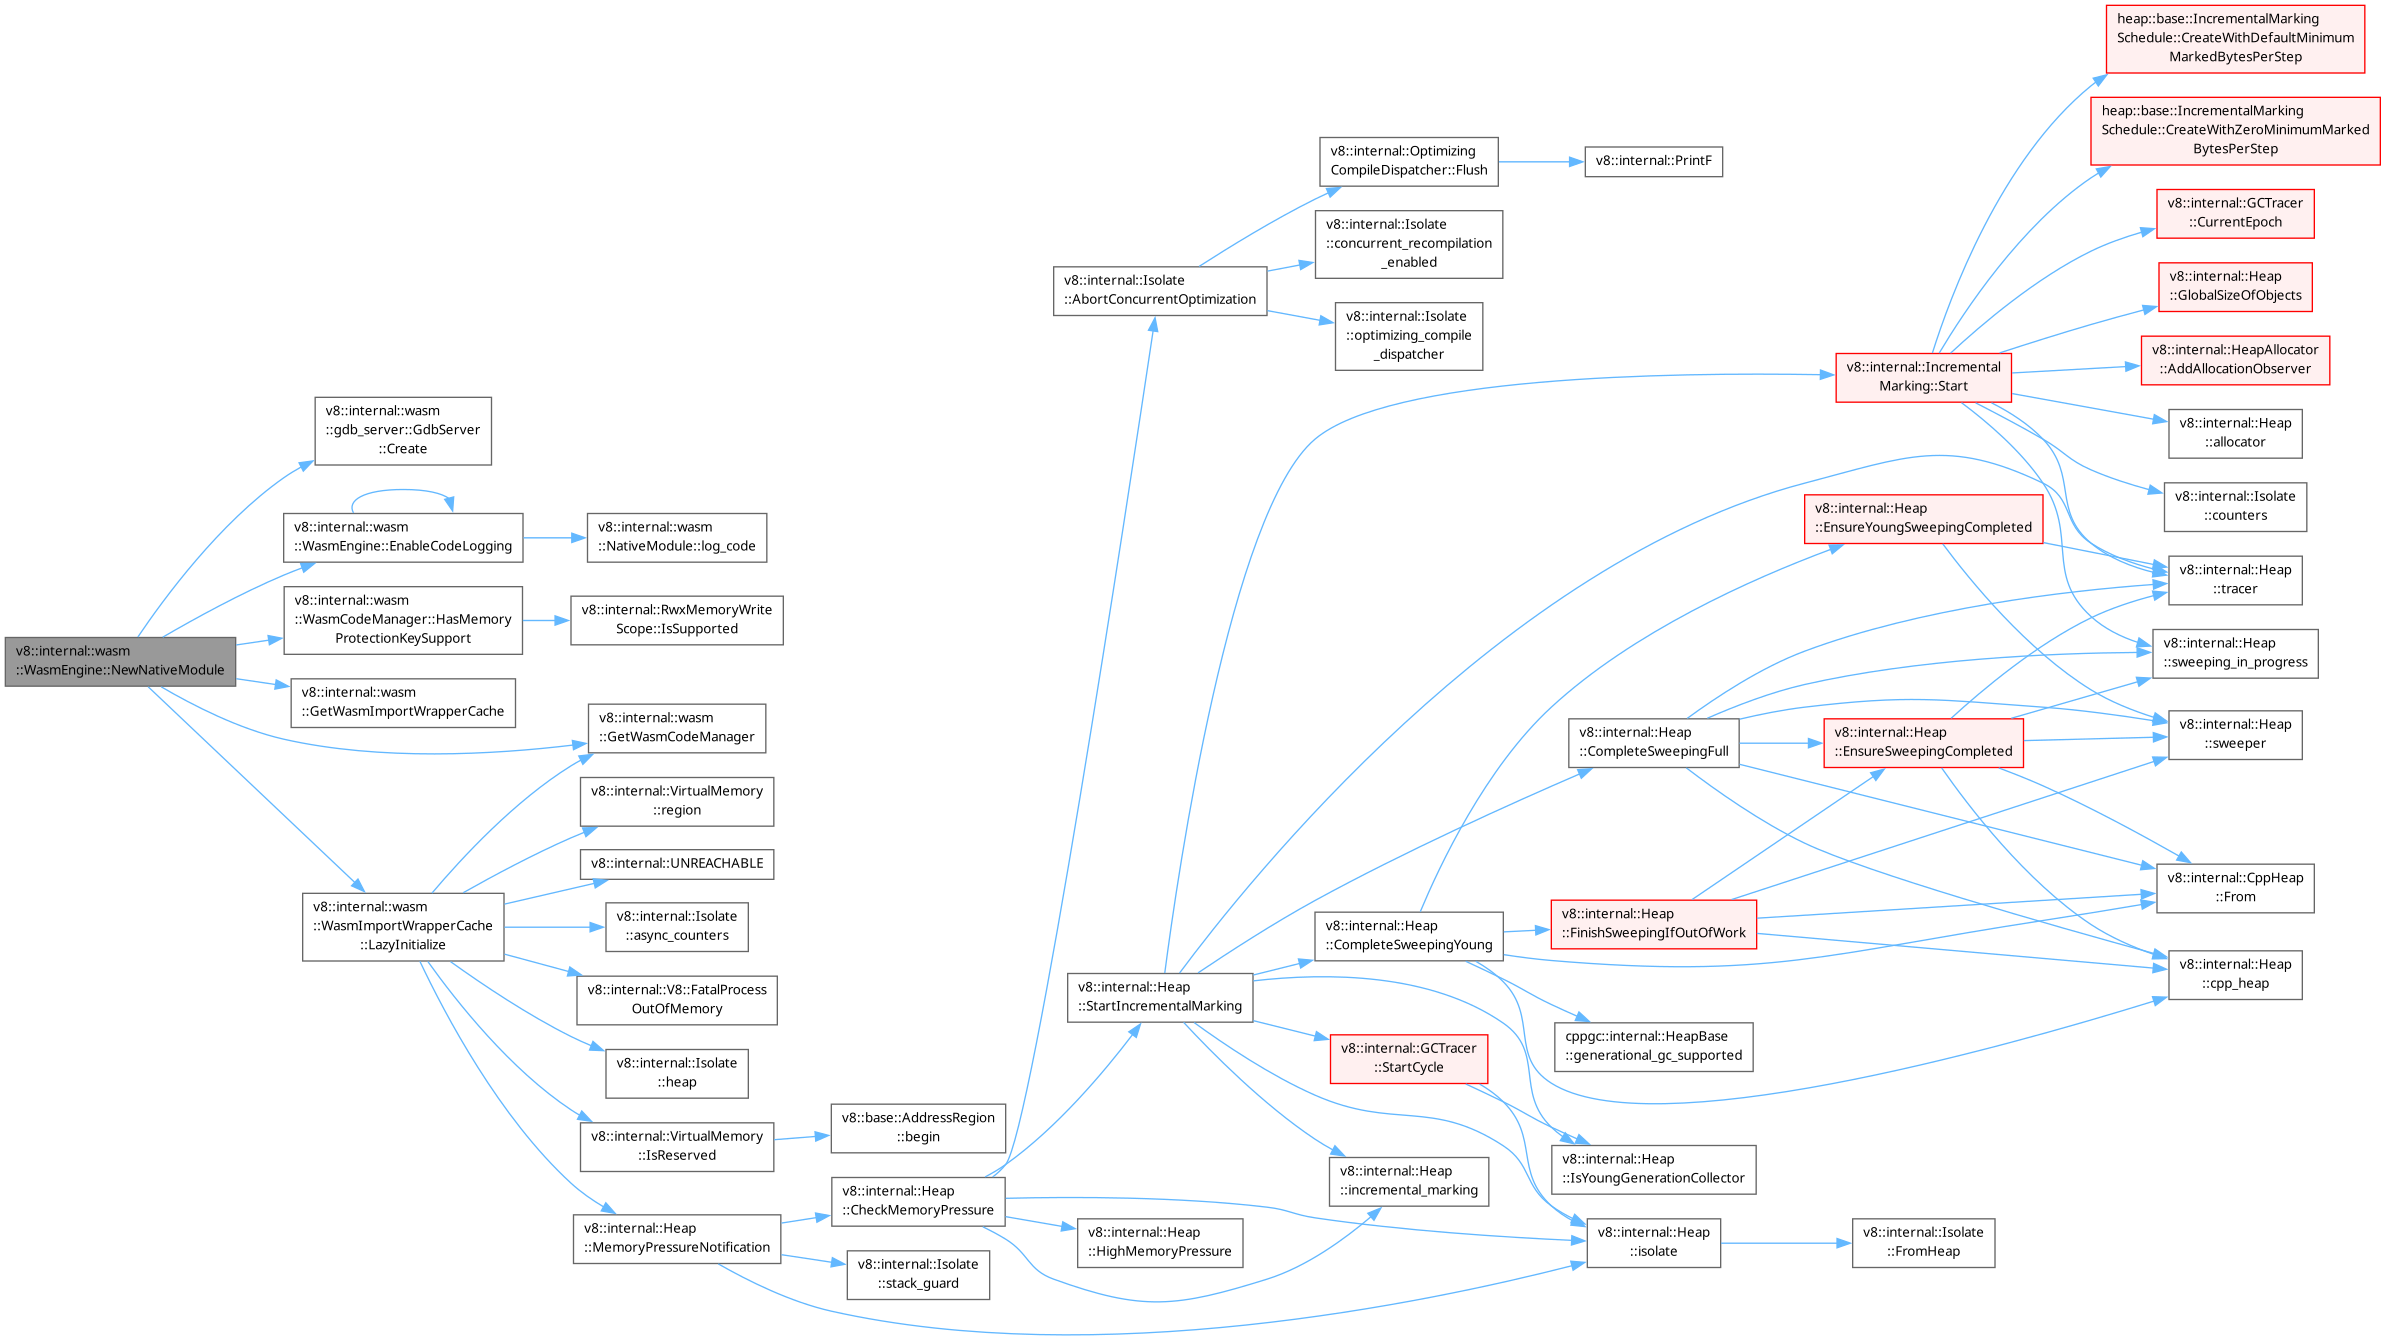 v8::internal::wasm
::WasmEngine::NewNativeModule
v8::internal::wasm
::gdb_server::GdbServer
::Create
v8::internal::wasm
::WasmEngine::EnableCodeLogging
v8::internal::wasm
::WasmCodeManager::HasMemory
ProtectionKeySupport
v8::internal::wasm
::GetWasmImportWrapperCache
v8::internal::wasm
::WasmImportWrapperCache
::LazyInitialize
v8::internal::wasm
::NativeModule::log_code
v8::internal::RwxMemoryWrite
Scope::IsSupported
v8::internal::wasm
::GetWasmCodeManager
v8::internal::VirtualMemory
::region
v8::internal::UNREACHABLE
v8::internal::Isolate
::async_counters
v8::internal::V8::FatalProcess
OutOfMemory
v8::internal::Isolate
::heap
v8::internal::VirtualMemory
::IsReserved
v8::internal::Heap
::MemoryPressureNotification
v8::base::AddressRegion
::begin
v8::internal::Heap
::CheckMemoryPressure
v8::internal::Isolate
::stack_guard
v8::internal::Isolate
::AbortConcurrentOptimization
v8::internal::Heap
::StartIncrementalMarking
v8::internal::Heap
::HighMemoryPressure
v8::internal::Optimizing
CompileDispatcher::Flush
v8::internal::Isolate
::concurrent_recompilation
_enabled
v8::internal::Isolate
::optimizing_compile
_dispatcher
v8::internal::Heap
::CompleteSweepingYoung
v8::internal::GCTracer
::StartCycle
v8::internal::Heap
::incremental_marking
v8::internal::PrintF
v8::internal::Heap
::CompleteSweepingFull
v8::internal::Heap
::FinishSweepingIfOutOfWork
cppgc::internal::HeapBase
::generational_gc_supported
v8::internal::Heap
::IsYoungGenerationCollector
v8::internal::Heap
::isolate
v8::internal::Incremental
Marking::Start
v8::internal::Heap
::EnsureYoungSweepingCompleted
v8::internal::Heap
::EnsureSweepingCompleted
v8::internal::Isolate
::FromHeap
heap::base::IncrementalMarking
Schedule::CreateWithDefaultMinimum
MarkedBytesPerStep
heap::base::IncrementalMarking
Schedule::CreateWithZeroMinimumMarked
BytesPerStep
v8::internal::GCTracer
::CurrentEpoch
v8::internal::Heap
::GlobalSizeOfObjects
v8::internal::HeapAllocator
::AddAllocationObserver
v8::internal::Heap
::allocator
v8::internal::Isolate
::counters
v8::internal::Heap
::tracer
v8::internal::Heap
::sweeping_in_progress
v8::internal::Heap
::sweeper
v8::internal::CppHeap
::From
v8::internal::Heap
::cpp_heap